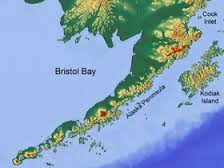 Cook
Inlet
Bristol Bay
Alaska Peninsula
Kodiak
Island